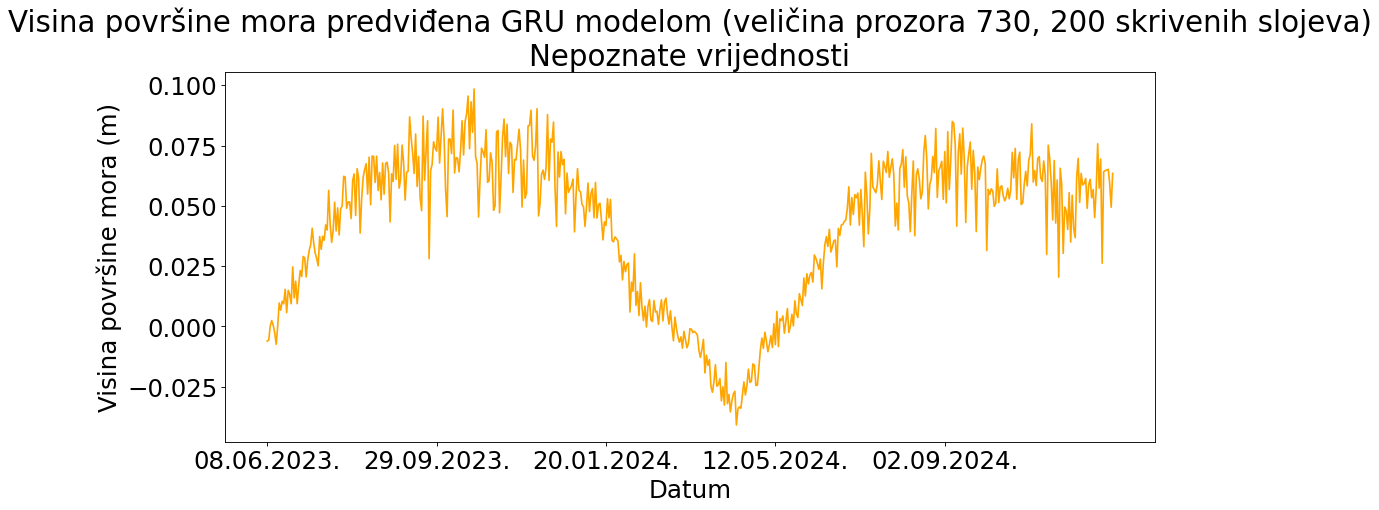 Visina površine mora predviđena GRU modelom (veličina prozora 730, 200 skrivenih slojeva)
Nepoznate vrijednosti
Visina površine mora (m)
0.100
0.075
0.050
0.025
0.000
−0.025
08.06.2023. 29.09.2023. 20.01.2024. 12.05.2024. 02.09.2024.
Datum